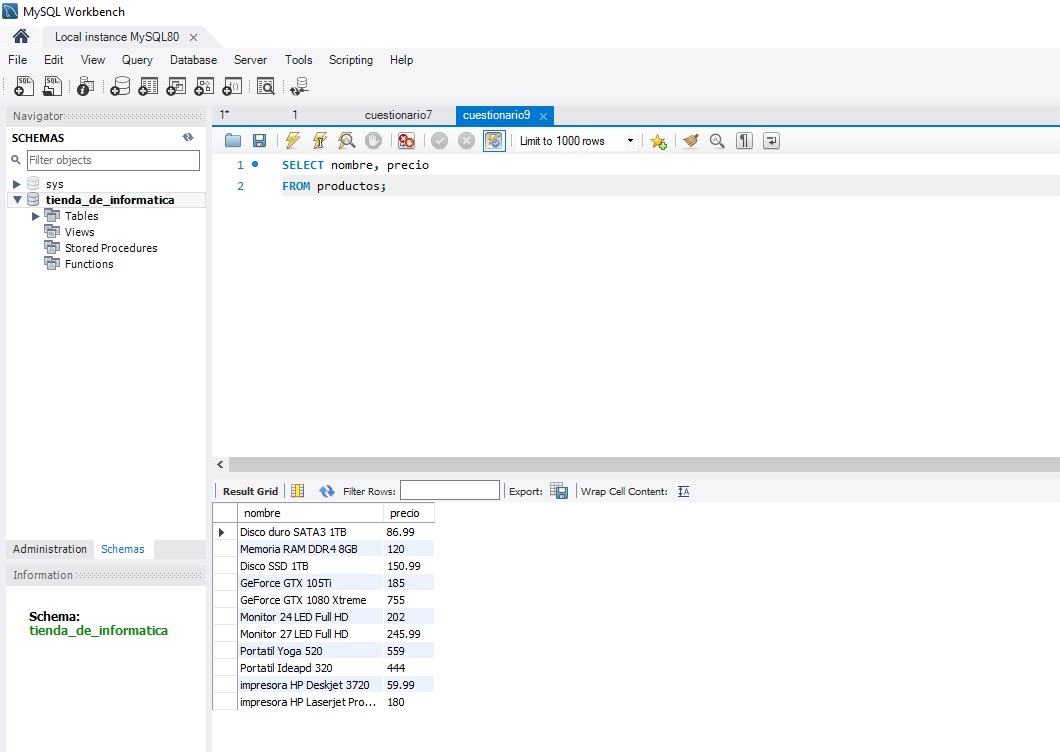 MySQL Workbench
Local instance MySQL80
File Edit View Query Database Server Tools Scripting Help
Navigator
SCHEMAS
Filter objects
sys
tienda_de_informatica
Tables
Views
Stored Procedures
Functions
Administration Schemas
Information
Schema:
tienda_de_informatica
1* 1 cuestionario7 cuestionario9
Limit to 1000 rows
1 SELECT nombre, precio
2 FROM productos;
Result Grid Filter Rows: Export: Wrap Cell Content:
nombre precio
Disco duro SATA3 1TB 86.99
Memoria RAM DDR4 8GB 120
Disco SSD 1TB 150.99
GeForce GTX 105Ti 185
GeForce GTX 1080 Xtreme 755
Monitor 24 LED Full HD 202
Monitor 27 LED Full HD 245.99
Portatil Yoga 520 559
Portatil Ideapd 320 444
impresora HP Deskjet 3720 59.99
impresora HP Laserjet Pro... 180